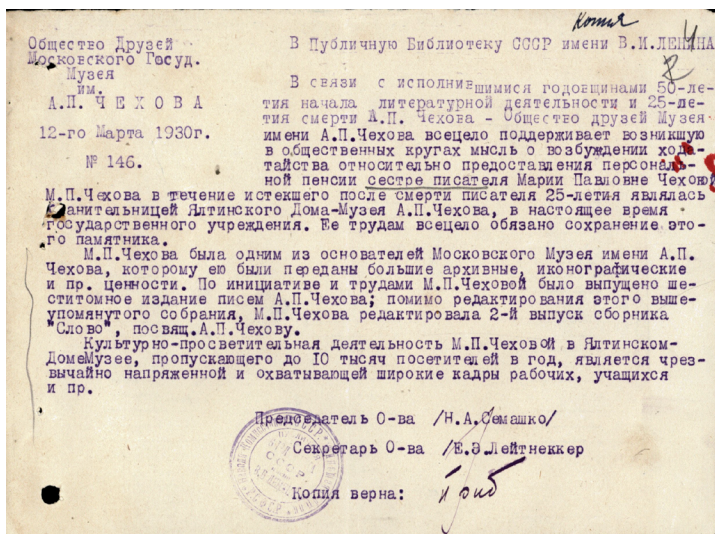 Копия
Общество Друзей
Московского Госуд.
Музея
им.
А.П. ЧЕХОВА
12-го Марта 1930г.
№ 146.
В Публичную Библиотеку СССР имени В.И.ЛЕНИНА
В связи с исполнившимися годовщинами 50-ле-
тия начала литературной деятельности и 25-ле-
тия смерти А.П. Чехова - Общество друзей Музея
имени А.П.Чехова всецело поддерживает возникшую
в общественных кругах мысль о возбуждении хода-
тайства относительно предоставления персональ-
ной пенсии сестре писателя Марии Павловне Чеховой
М.П.Чехова в течение истекшего после смерти писателя 25-летия являлась
хранительницей Ялтинского Дома-Музея А.П.Чехова, в настоящее время
государственного учреждения. Ее трудам всецело обязано сохранение это-
го памятника.
М.П.Чехова была одним из основателей Московского Музея имени А.П.
Чехова, которому ею были переданы большие архивные, иконографические
и пр. ценности. По инициативе и трудами М.П.Чеховой было выпущено ше-
ститомное издание писем А.П.Чехова; помимо редактирования этого выше-
упомянутого собрания, М.П.Чехова редактировала 2-й выпуск сборника
"Слово", посвящ.А.П.Чехову.
Культурно-просветительная деятельность М.П.Чеховой в Ялтинском-
ДомеМузее, пропускающего до 10 тысяч посетителей в год, является чрез-
вычайно напряженной и охватывающей широкие кадры рабочих, учащихся
и пр.
Председатель О-ва /Н.А.Семашко/
Секретарь О-ва /Е.Э.Лейтнеккер
Копия верна: